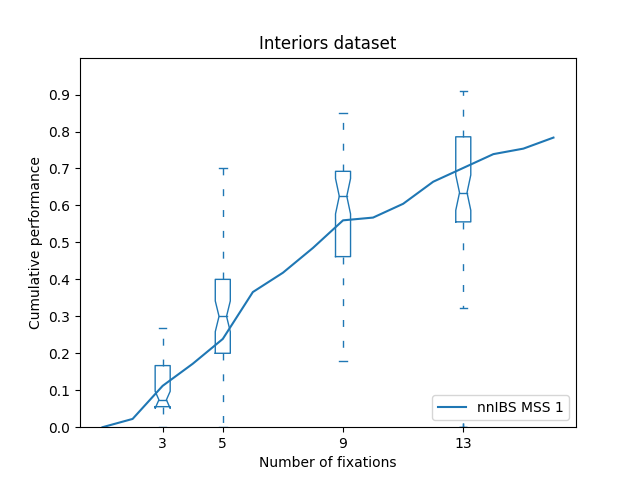 Interiors dataset
Cumulative performance
0.9
0.8
0.7
0.6
0.5
0.4
0.3
0.2
0.1
0.0
nnIBS MSS 1
3 5 9 13
Number of fixations